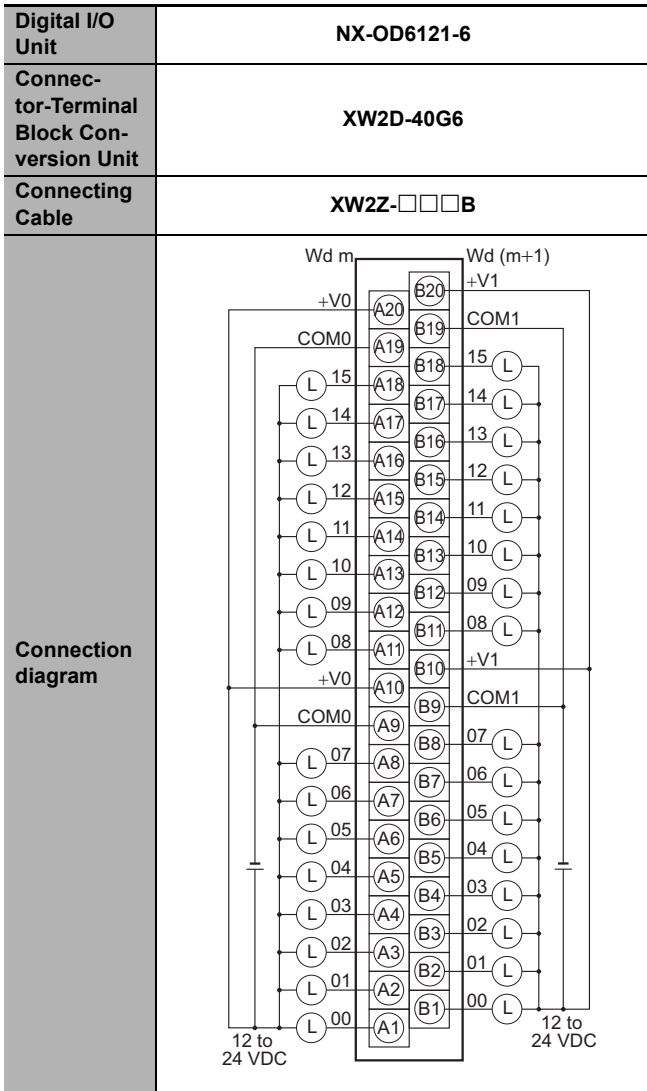 Digital I/O
Unit
NX-OD6121-6
Connec-
tor-Terminal
Block Con-
version Unit
XW2D-40G6
Connecting
Cable
XW2Z-□□□B
Connection
diagram
Wd m
Wd (m+1)
B20 +V1
+V0 A20
B19 COM1
COM0 A19
B18 15 L
L 15 A18
B17 14 L
L 14 A17
B16 13 L
L 13 A16
B15 12 L
L 12 A15
B14 11 L
L 11 A14
B13 10 L
L 10 A13
B12 09 L
L 09 A12
B11 08 L
L 08 A11
B10 +V1
+V0 A10
B9 COM1
COM0 A9
B8 07 L
L 07 A8
B7 06 L
L 06 A7
B6 05 L
L 05 A6
B5 04 L
L 04 A5
B4 03 L
L 03 A4
B3 02 L
L 02 A3
B2 01 L
L 01 A2
B1 00 L
L 00 A1
12 to
24 VDC
12 to
24 VDC